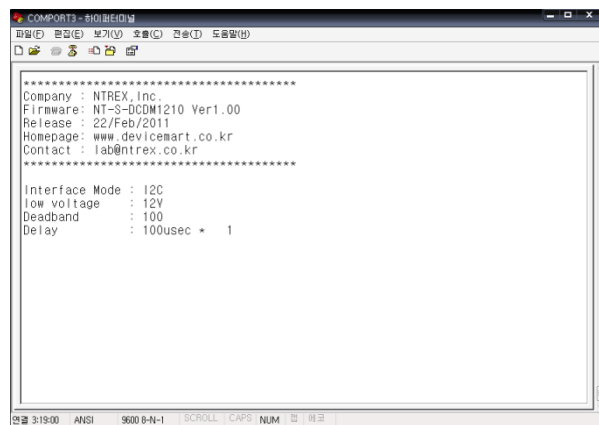 COMPORT3 - 하이퍼터미널
파일(F) 편집(E) 보기(V) 호출(C) 전송(T) 도움말(H)
****************************************
Company : NTREX,Inc.
Firmware: NT-S-DCDM1210 Ver1.00
Release : 22/Feb/2011
Homepage: www.devicemart.co.kr
Contact : lab@ntrex.co.kr
****************************************
Interface Mode : I2C
low voltage : 12V
Deadband : 100
Delay : 100usec * 1
연결 3:19:00 ANSI 9600 8-N-1 SCROLL CAPS NUM 캡 에코